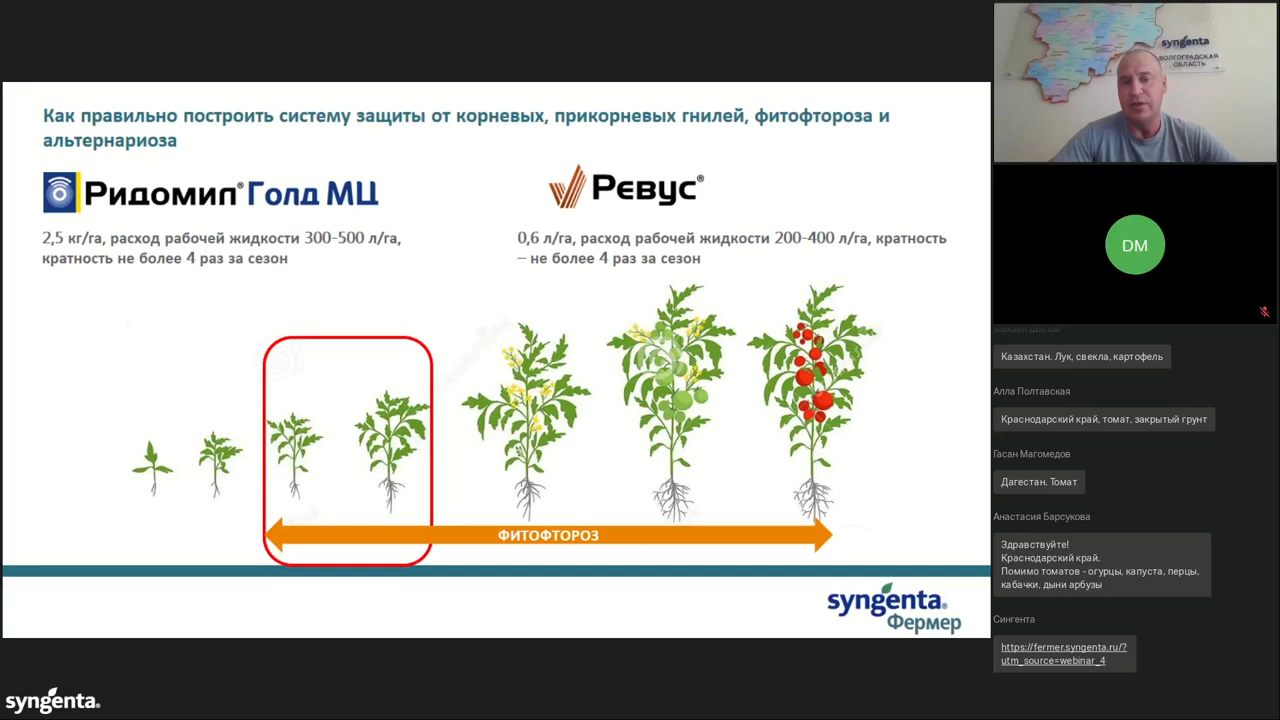 Как правильно построить систему защиты от корневых, прикорневых гнилей, фитофтороза и
альтернариоза
Ридомил® Голд МЦ
2,5 кг/га, расход рабочей жидкости 300-500 л/га,
кратность не более 4 раз за сезон
Ревус®
0,6 л/га, расход рабочей жидкости 200-400 л/га, кратность
– не более 4 раз за сезон
ФИТОФТОРОЗ
syngenta®
Фермер
syngenta®
syngenta
ВОЛГОГРАДСКАЯ
ОБЛАСТЬ
DM
Михаил Шилов
Казахстан. Лук, свекла, картофель
Алла Полтавская
Краснодарский край, томат, закрытый грунт
Гасан Магомедов
Дагестан. Томат
Анастасия Барсукова
Здравствуйте!
Краснодарский край.
Помимо томатов - огурцы, капуста, перцы,
кабачки, дыни арбузы
Сингента
https://fermer.syngenta.ru/?
utm_source=webinar_4